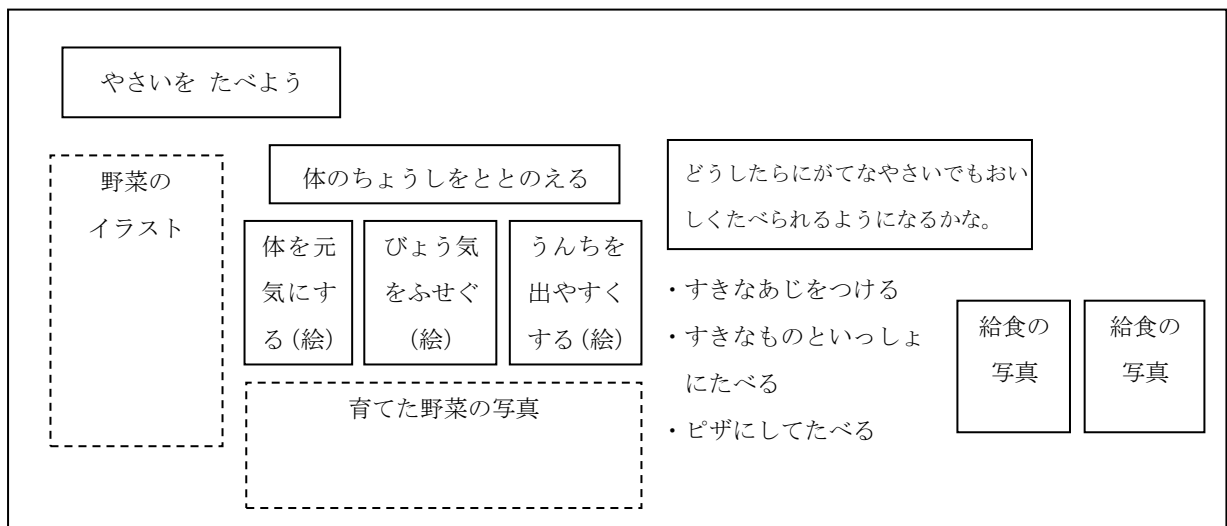 やさいを たべよう
野菜の
イラスト
体のちょうしをととのえる
体を元
気にす
る(絵)
びょう気
をふせぐ
(絵)
うんちを
出やすく
する(絵)
育てた野菜の写真
どうしたらにがてなやさいでもおい
しくたべられるようになるかな。
・すきなあじをつける
・すきなものといっしょ
にたべる
・ピザにしてたべる
給食の
写真
給食の
写真